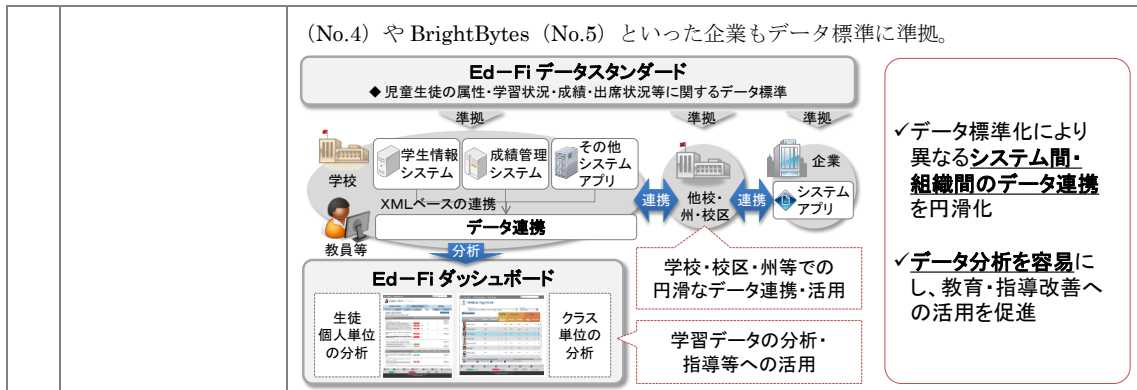 (No.4) や BrightBytes（No.5）といった企業もデータ標準に準拠。
Ed－Fi データスタンダード
◆ 児童生徒の属性・学習状況・成績・出席状況等に関するデータ標準
準拠
準拠
準拠
学校
学生情報
システム
成績管理
システム
その他
システム
アプリ
XMLベースの連携
データ連携
教員等
連携
他校・
州・校区
連携
企業
システム
アプリ
分析
Ed－Fi ダッシュボード
生徒
個人単位
の分析
クラス
単位の
分析
学校・校区・州等での
円滑なデータ連携・活用
学習データの分析・
指導等への活用
✓データ標準化により
異なるシステム間・
組織間のデータ連携
を円滑化
✓データ分析を容易に
し、教育・指導改善へ
の活用を促進